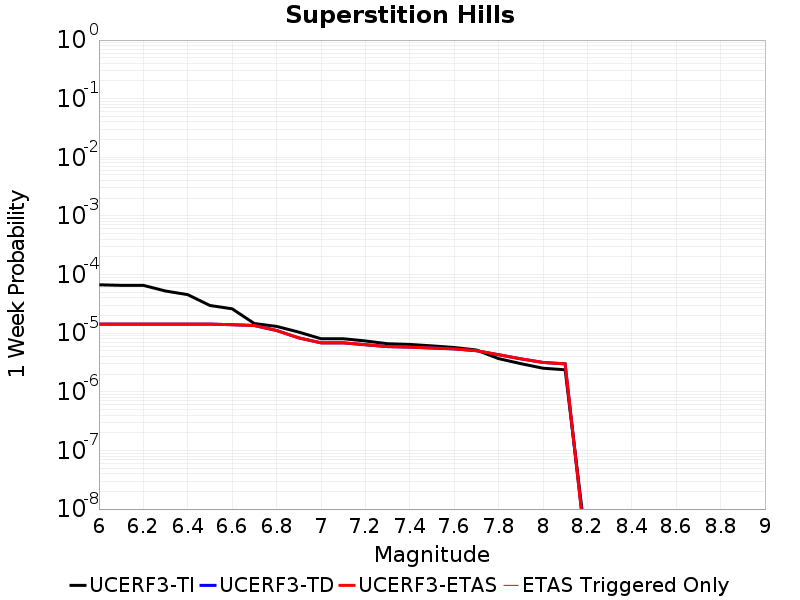 Superstition Hills
10^0
10^-1
10^-2
10^-3
10^-4
10^-5
10^-6
10^-7
10^-8
1 Week Probability
6 6.2 6.4 6.6 6.8 7 7.2 7.4 7.6 7.8 8 8.2 8.4 8.6 8.8 9
Magnitude
UCERF3-TI UCERF3-TD UCERF3-ETAS ETAS Triggered Only